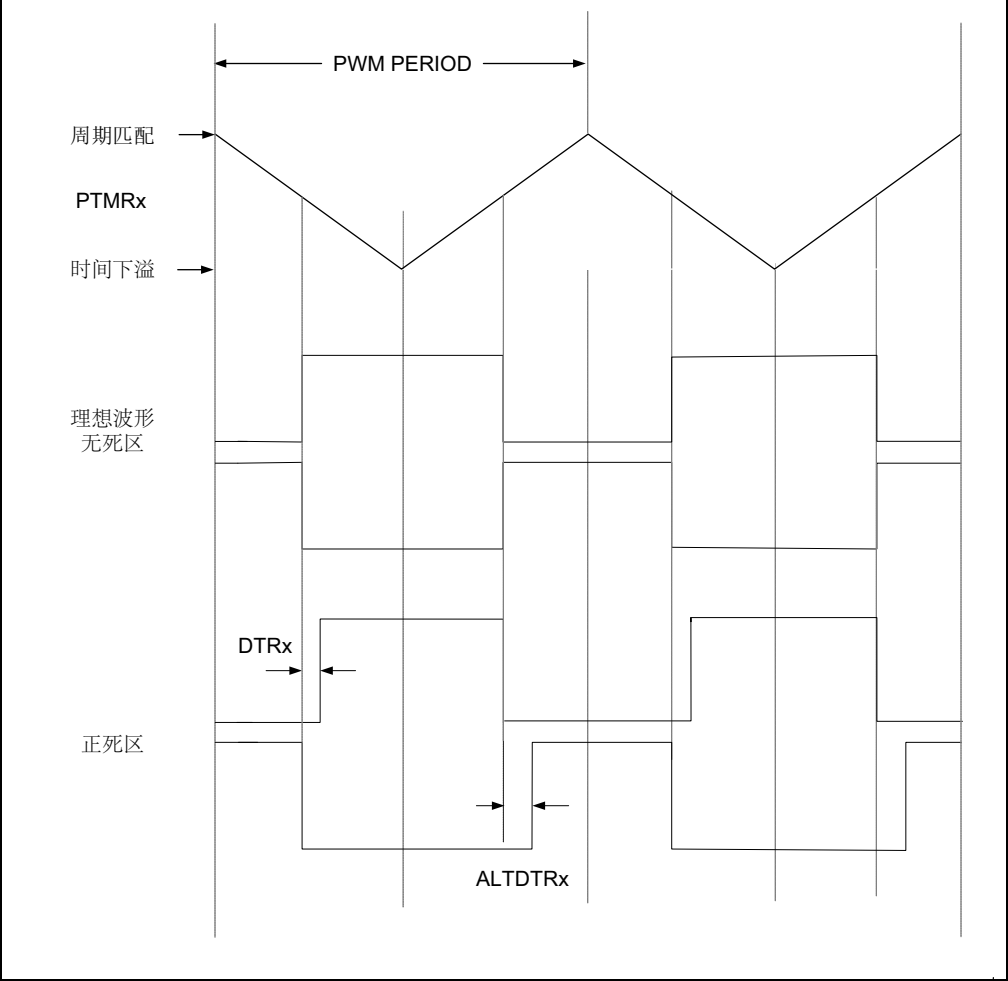 PWM PERIOD
周期匹配
PTMRx
时间下溢
理想波形
无死区
DTRx
正死区
ALTDTRx